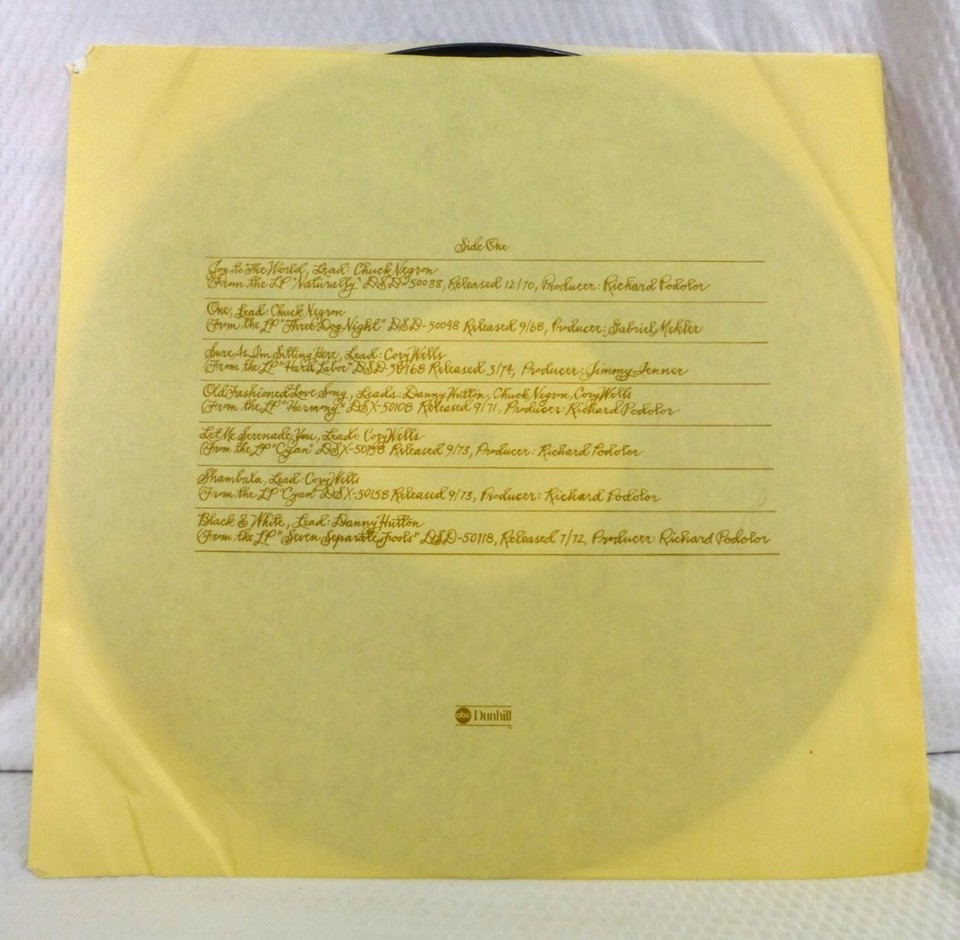 Side One
Joy to The World, Lead: Chuck Negron
From the LP "Naturally" DSD-50088, Released 12/70, Producer: Richard Podolor
One, Lead: Chuck Negron
From the LP "Three Dog Night" DSD-50048 Released 9/68, Producer: Gabriel Mekler
Sure As I'm Sitting Here, Lead: Cory Wells
From the LP "Hard Labor" DSD-50168 Released 3/74, Producer: Jimmy Ienner
Old Fashioned Love Song, Leads: Danny Hutton, Chuck Negron, Cory Wells
From the LP "Harmony" DSX-50108 Released 9/71, Producer: Richard Podolor
Let Me Serenade You, Lead: Cory Wells
From the LP "Cyan" DSX-50158 Released 9/73, Producer: Richard Podolor
Shambala, Lead: Cory Wells
From the LP "Cyan" DSX-50158 Released 9/73, Producer: Richard Podolor
Black & White, Lead: Danny Hutton
From the LP "Seven Separate Fools" DSD-50118, Released 7/72, Producer: Richard Podolor
abc Dunhill